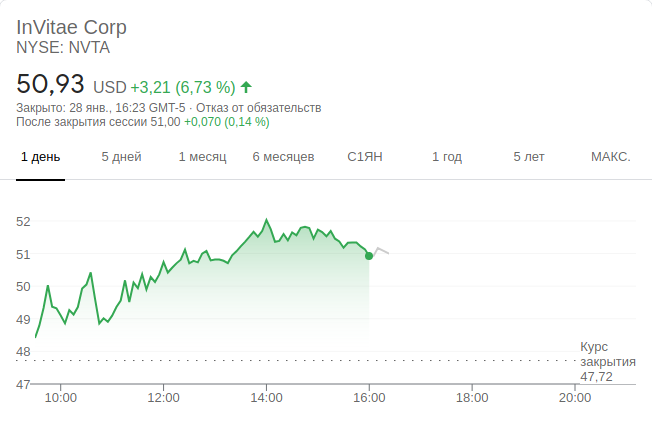 InVitae Corp
NYSE: NVTA
50,93 USD +3,21 (6,73 %)
Закрыто: 28 янв., 16:23 GMT-5 · Отказ от обязательств
После закрытия сессии 51,00 +0,070 (0,14 %)
1 день 5 дней 1 месяц 6 месяцев С1ЯН 1 год 5 лет МАКС.
52
51
50
49
48
47
Курс
закрытия
47,72
10:00 12:00 14:00 16:00 18:00 20:00